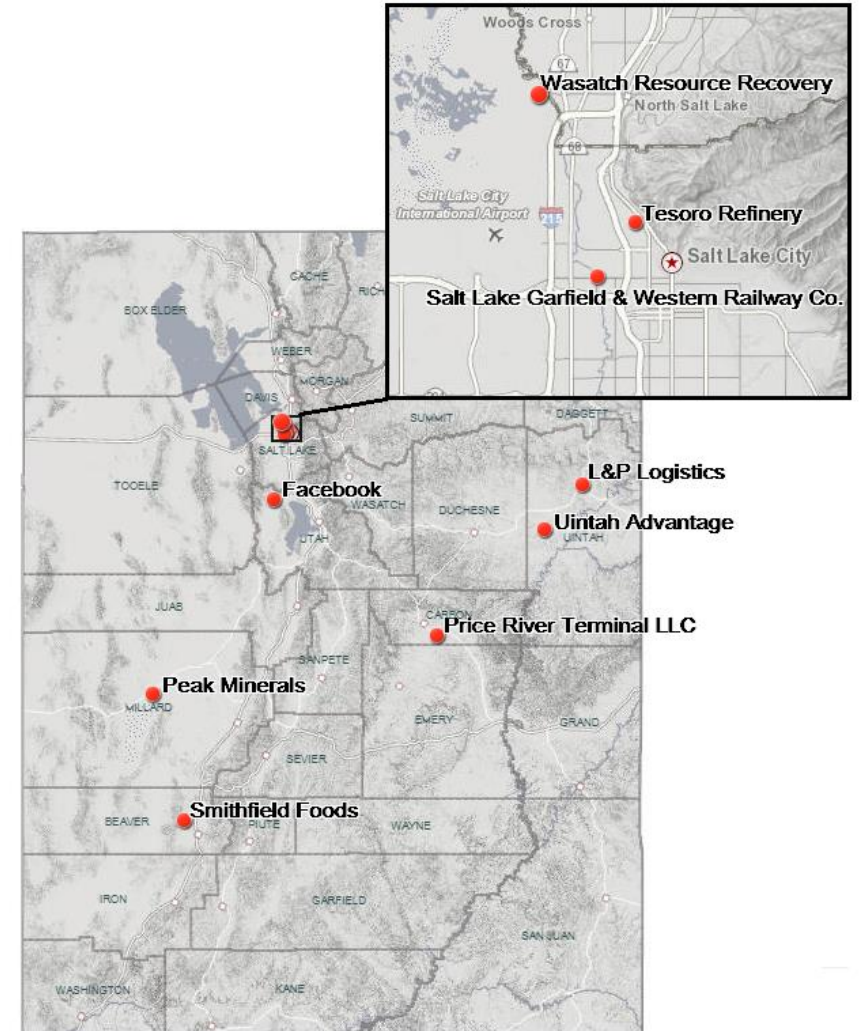 Woods Cross
67
Wasatch Resource Recovery
North Salt Lake
68
Salt Lake City
International Airport
215
Tesoro Refinery
Salt Lake City
Salt Lake Garfield & Western Railway Co.
CACHE
RICH
BOX ELDER
WEBER
MORGAN
DAVIS
SUMMIT
DAGGETT
SALT LAKE
TOOELE
Facebook
WASATCH
DUCHESNE
L&P Logistics
Uintah Advantage
UINTAH
UTAH
JUAB
CARBON
Price River Terminal LLC
SANPETE
Peak Minerals
MILLARD
EMERY
GRAND
SEVIER
Smithfield Foods
BEAVER
PIUTE
WAYNE
IRON
GARFIELD
SAN JUAN
WASHINGTON
KANE